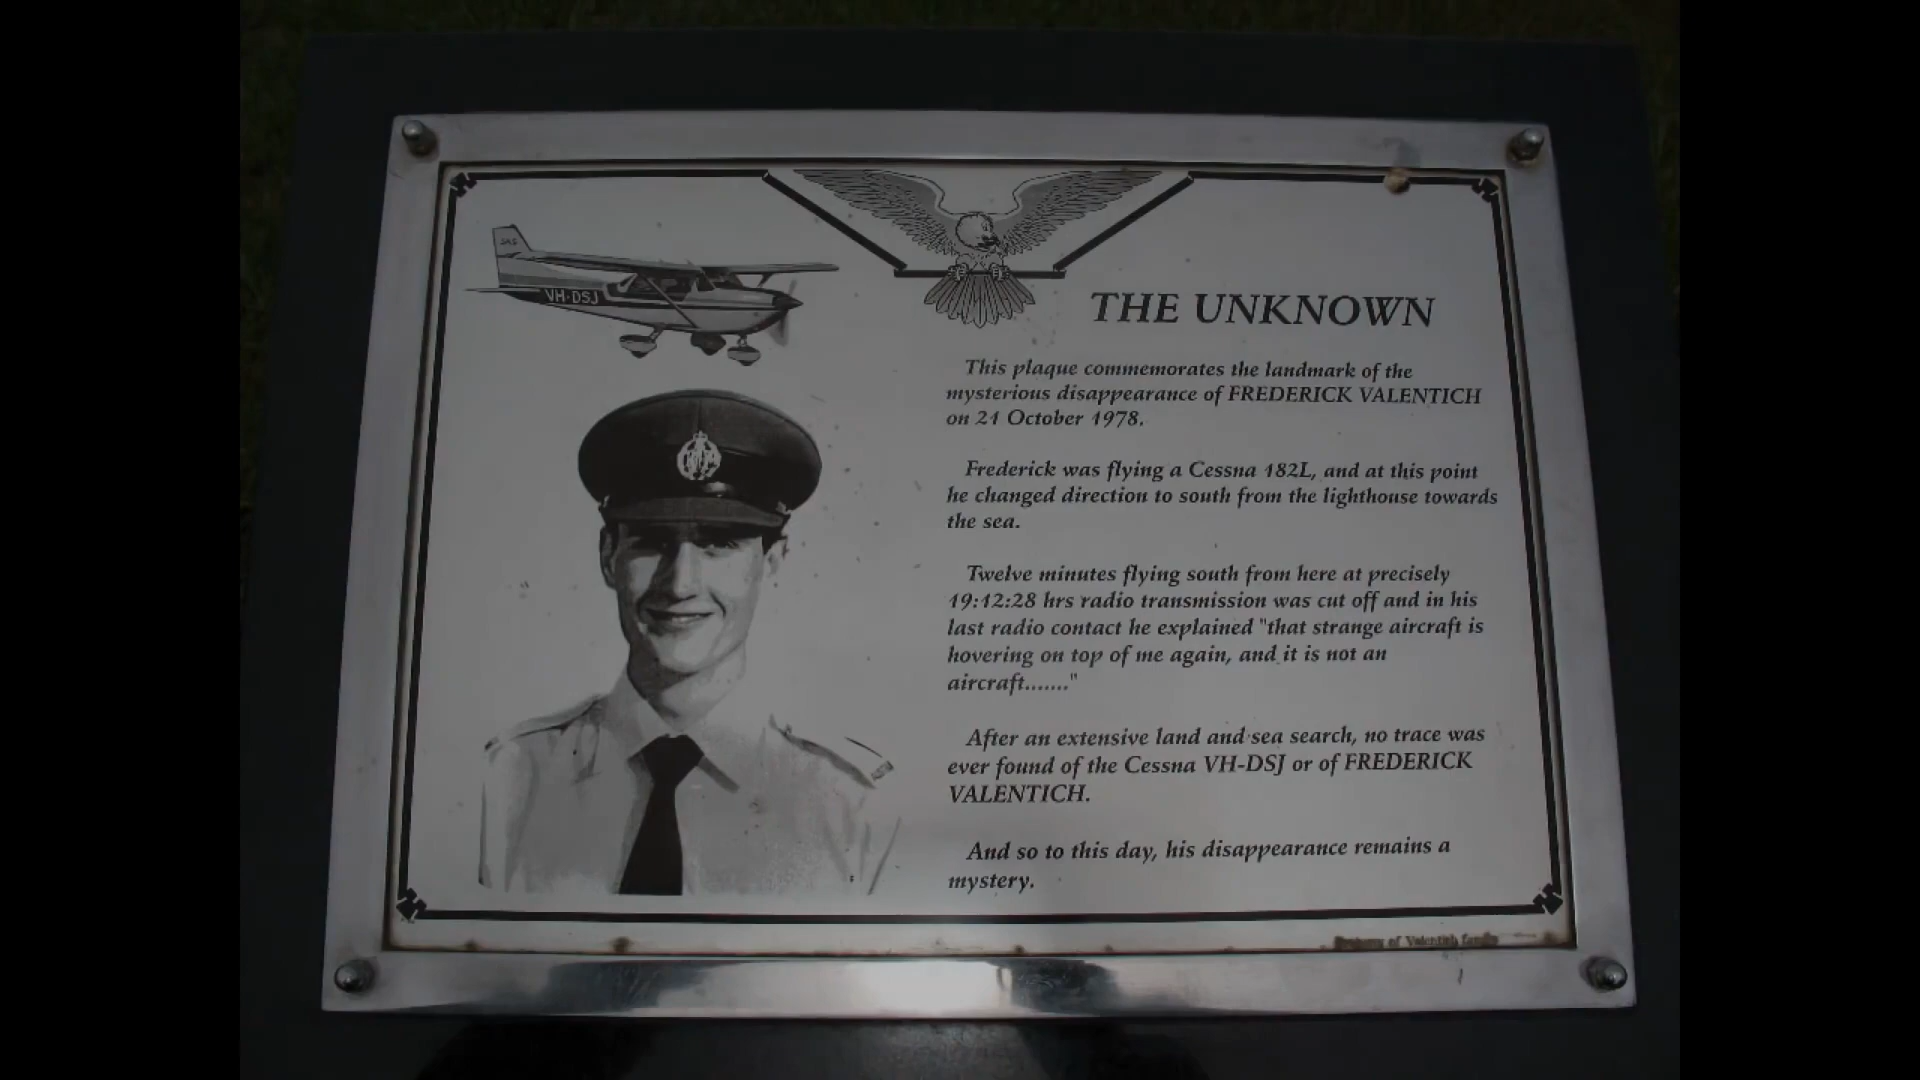 VH-DSJ
THE UNKNOWN
This plaque commemorates the landmark of the
mysterious disappearance of FREDERICK VALENTICH
on 21 October 1978.
Frederick was flying a Cessna 182L, and at this point
he changed direction to south from the lighthouse towards
the sea.
Twelve minutes flying south from here at precisely
19:12:28 hrs radio transmission was cut off and in his
last radio contact he explained "that strange aircraft is
hovering on top of me again, and it is not an
aircraft......."
After an extensive land and sea search, no trace was
ever found of the Cessna VH-DSJ or of FREDERICK
VALENTICH.
And so to this day, his disappearance remains a
mystery.
Property of Valentich family